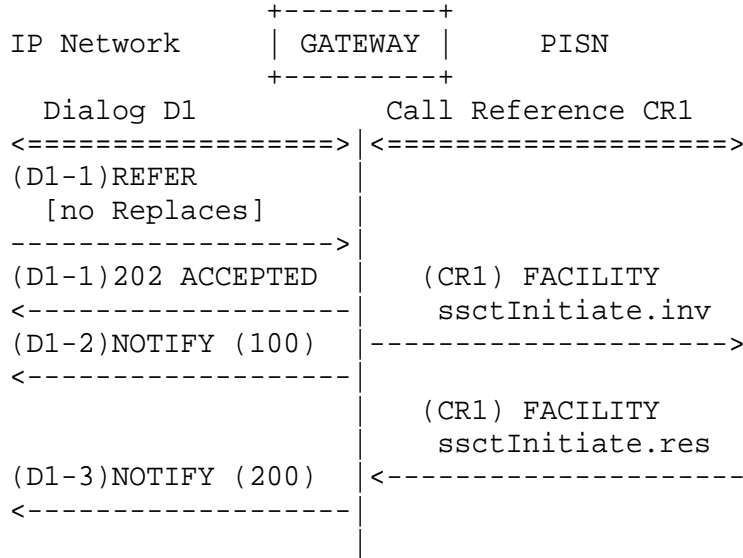 +---------+
IP Network | GATEWAY | PISN
+---------+
Dialog D1 Call Reference CR1
<===================>|<====================>
(D1-1)REFER |
[no Replaces] |
------------------->|
(D1-1)202 ACCEPTED | (CR1) FACILITY
<-------------------| ssctInitiate.inv
(D1-2)NOTIFY (100) |--------------------->
<-------------------|
| (CR1) FACILITY
| ssctInitiate.res
(D1-3)NOTIFY (200) |<---------------------
<-------------------|
|